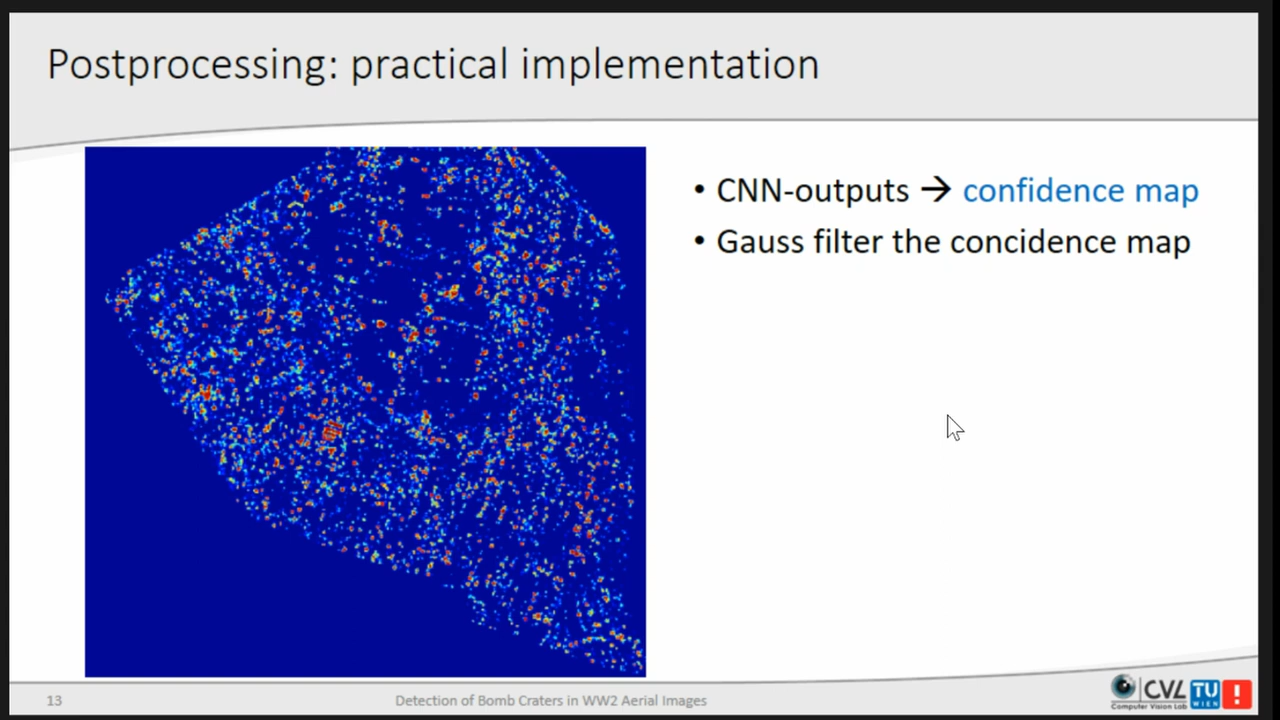 Postprocessing: practical implementation
• CNN-outputs → confidence map
• Gauss filter the concidence map
13
Detection of Bomb Craters in WW2 Aerial Images
CVL
Computer Vision Lab
TU
WIEN
!